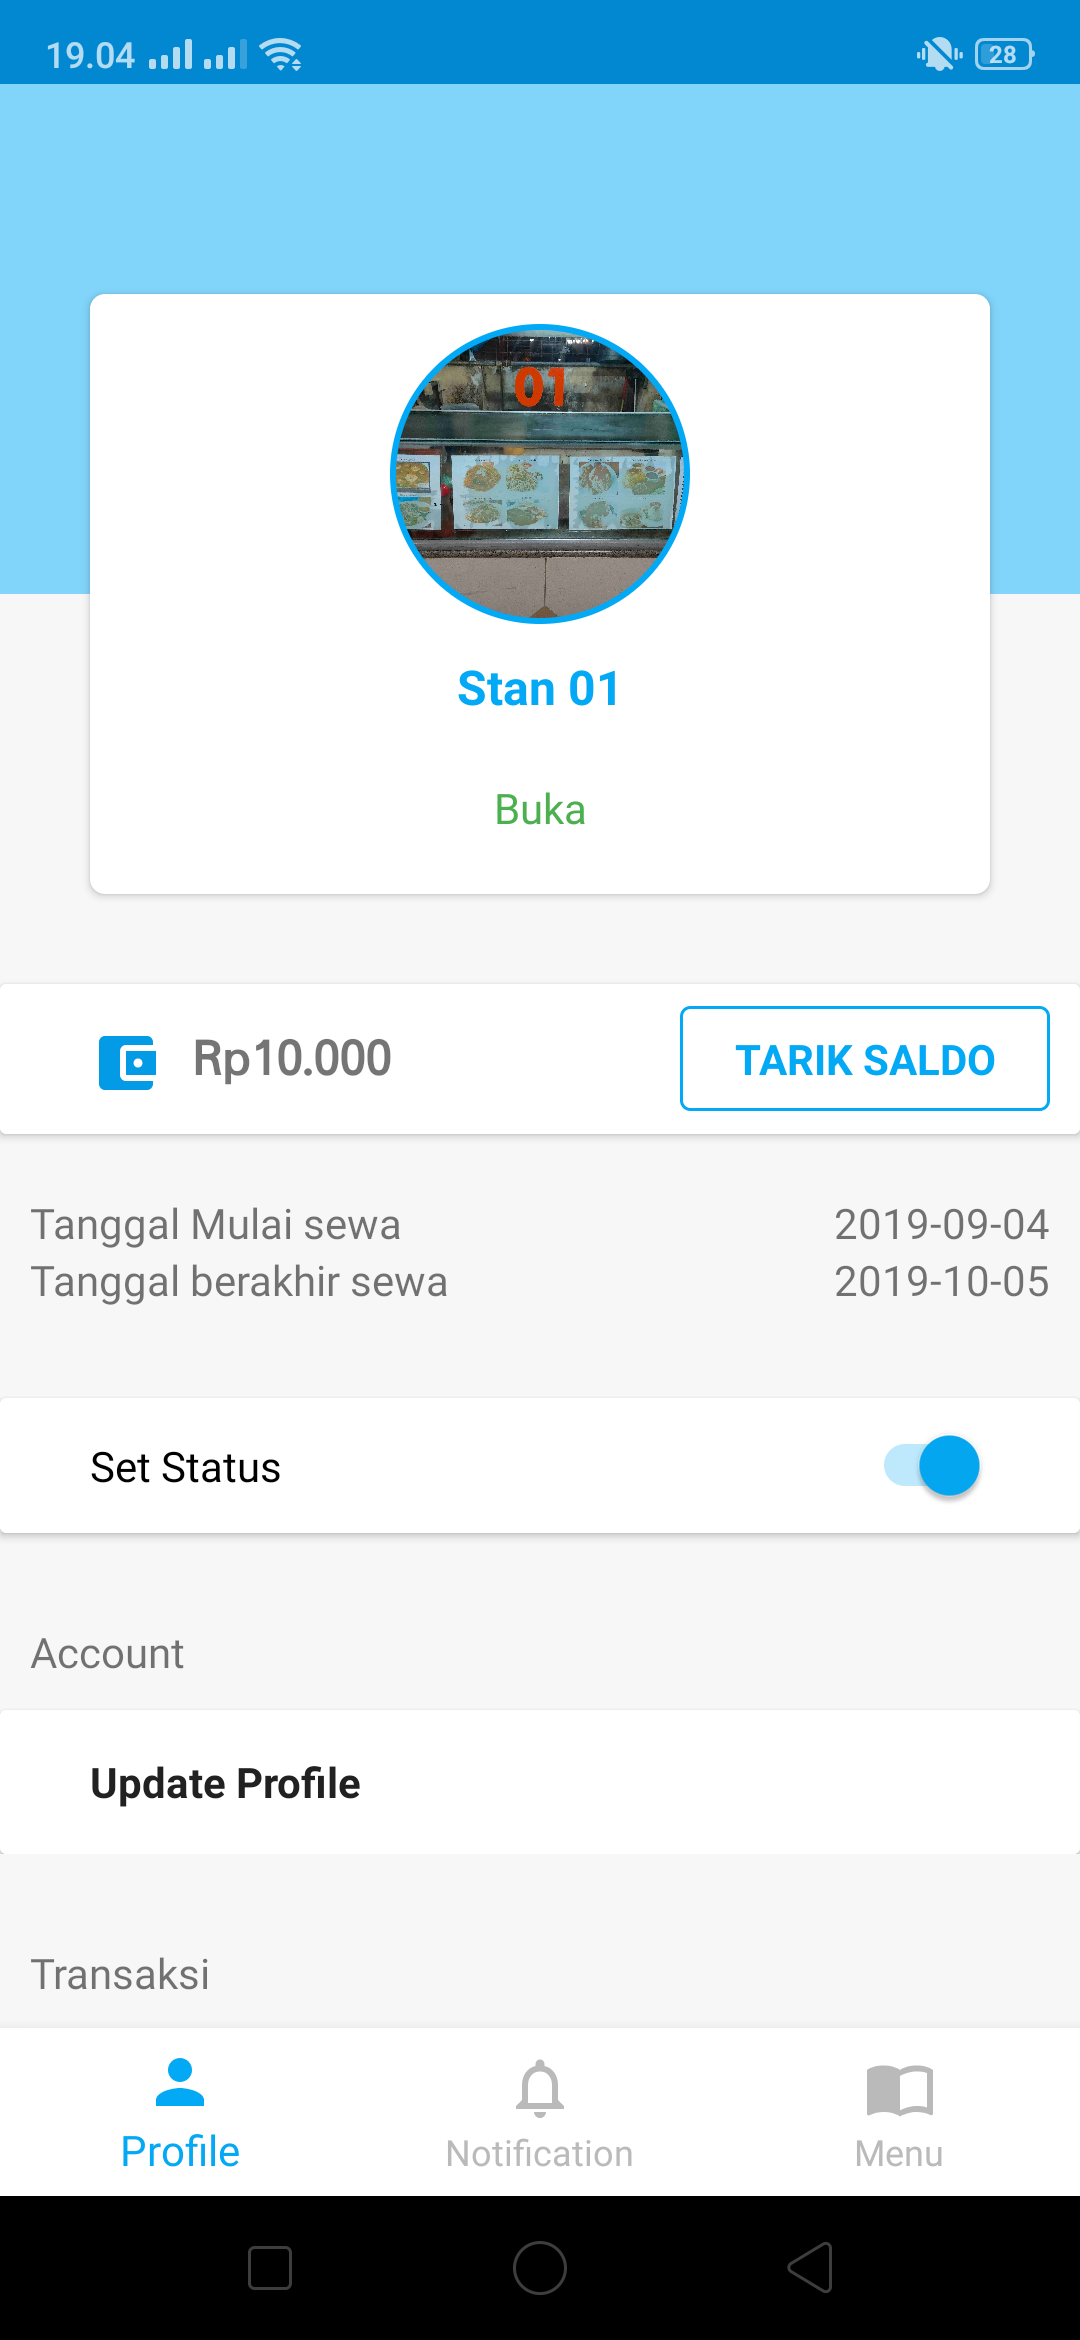 19.04
28
01
Stan 01
Buka
Rp10.000
TARIK SALDO
Tanggal Mulai sewa 2019-09-04
Tanggal berakhir sewa 2019-10-05
Set Status
Account
Update Profile
Transaksi
Profile Notification Menu